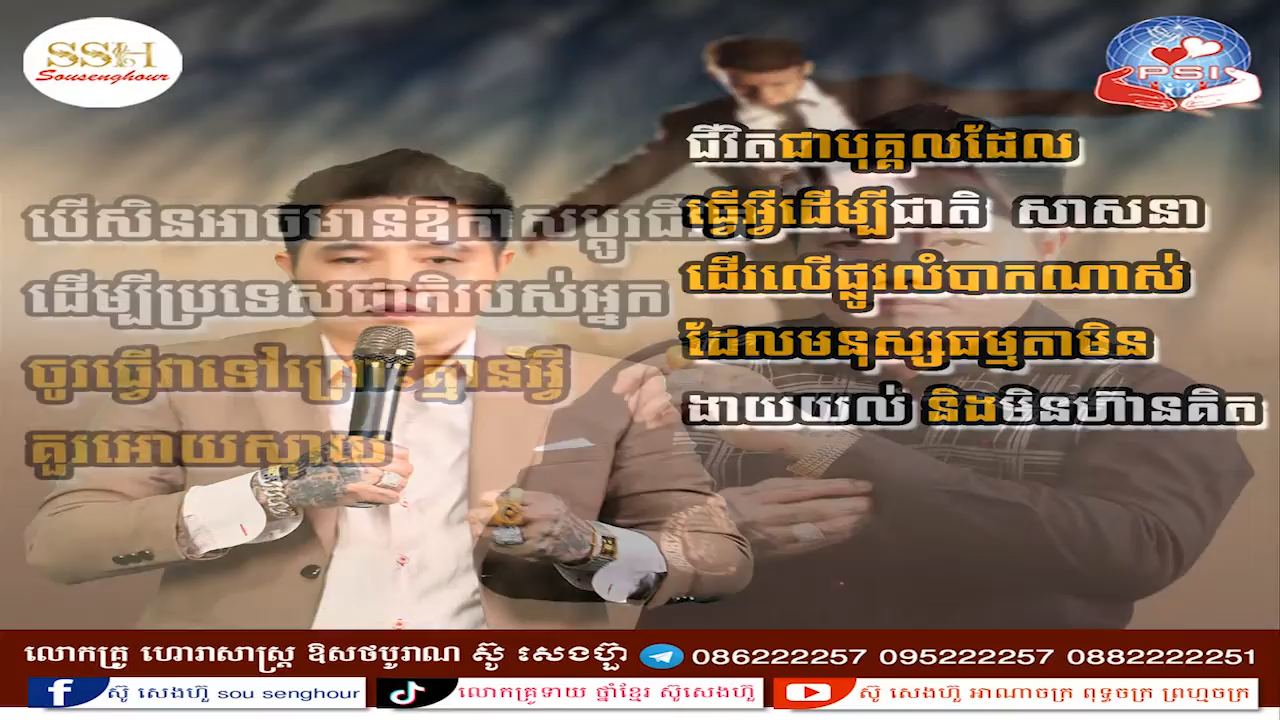 SSH
Sousenghour
PSI
ជីវិតជាបុគ្គលដែល
ធ្វើអ្វីដើម្បីជាតិ សាសនា
ដើរលើផ្លូវលំបាកណាស់
ដែលមនុស្សធម្មតាមិន
ងាយយល់ និងមិនហ៊ានគិត
បើសិនអាចមានឱកាសប្តូរជី
ដើម្បីប្រទេសជាតិរបស់អ្នក
ចូរធ្វើវាទៅព្រោះគ្មានអ្វី
គួរអោយស្តាយ
លោកគ្រូ ហោរាសាស្ត្រ ឱសថបូរាណ ស៊ូ សេងហ៊ួ 086222257 095222257 0882222251
ស៊ូ សេងហ៊ួ sou senghour
TikTok លោកគ្រូទាយ ថ្នាំខ្មែរ ស៊ូសេងហ៊ួ
ស៊ូ សេងហ៊ួ អាណាចក្រ ពុទ្ធចក្រ ព្រហ្មចក្រ